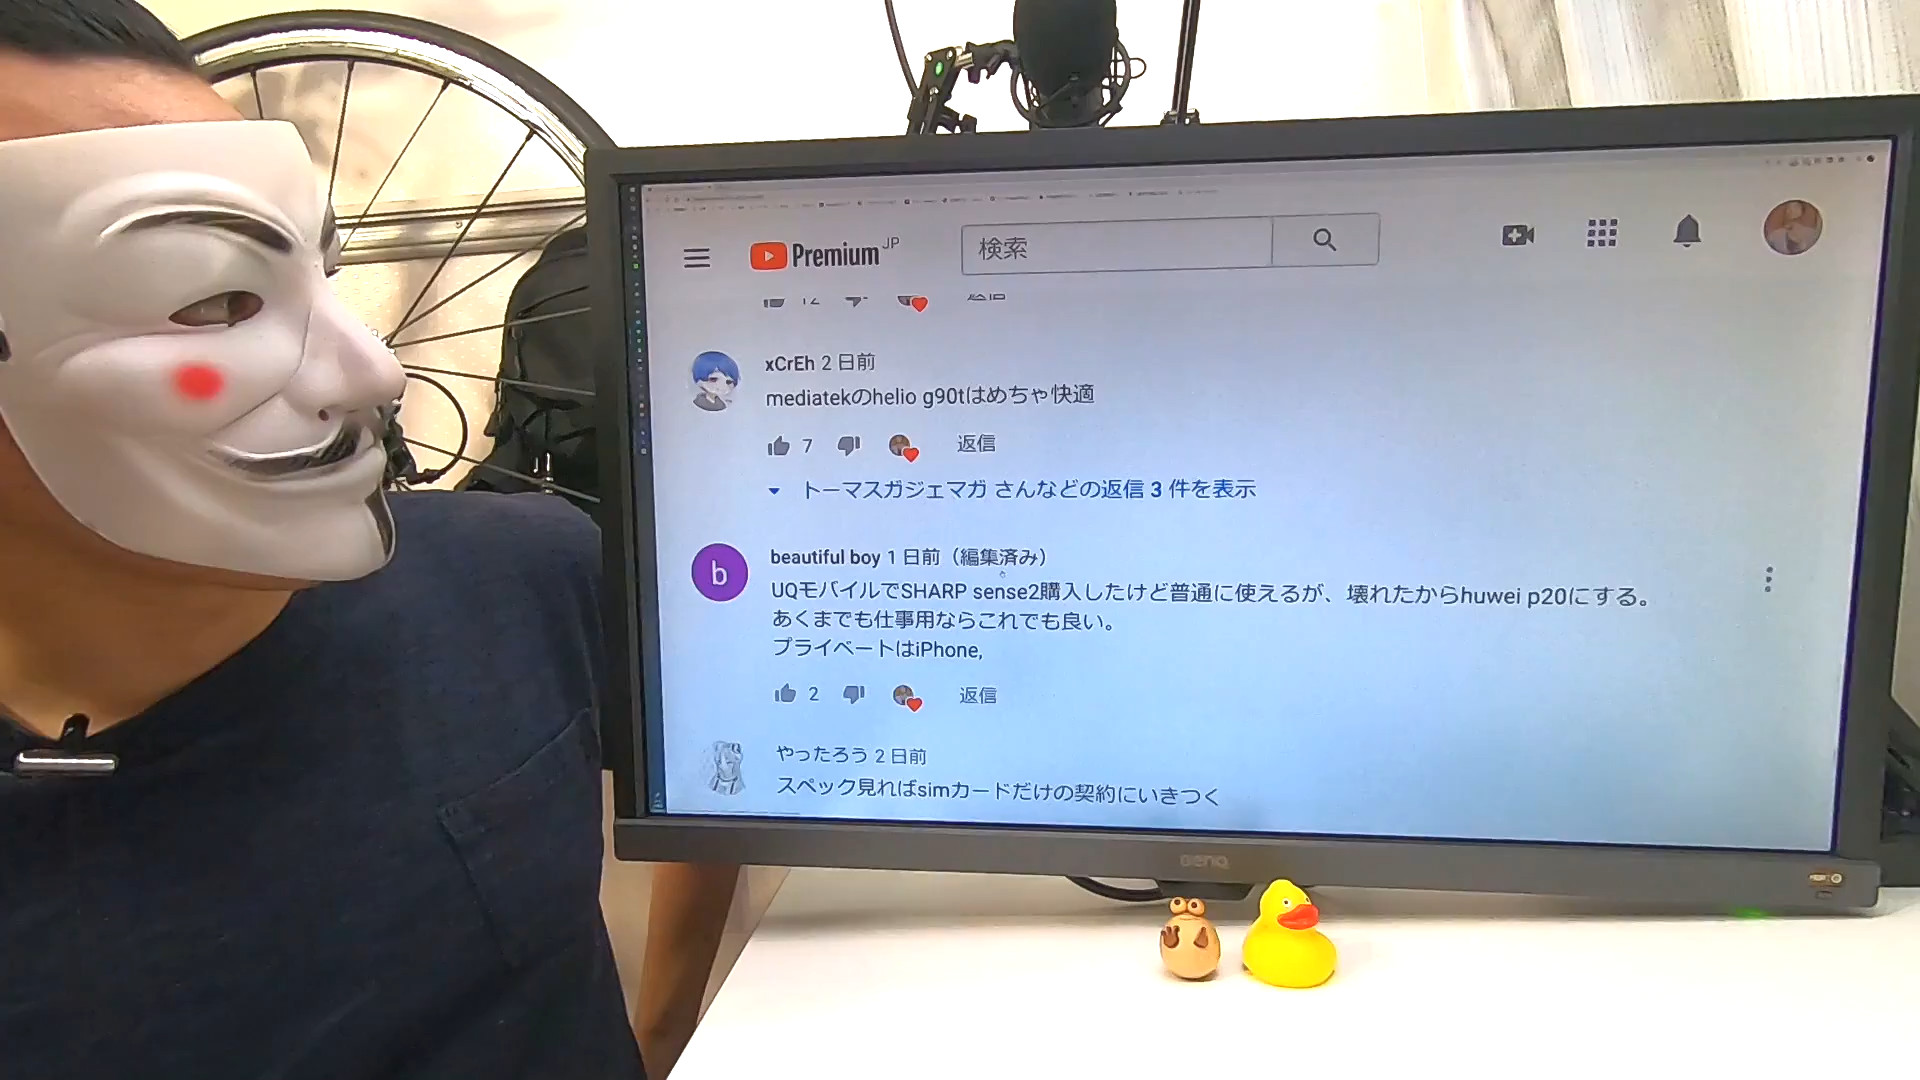 Premium JP
検索
12
xCrEh 2 日前
mediatekのhelio g90tはめちゃ快適
7 返信
トーマスガジェマガ さんなどの返信 3 件を表示
b
beautiful boy 1 日前（編集済み）
UQモバイルでSHARP sense2購入したけど普通に使えるが、壊れたからhuwei p20にする。
あくまでも仕事用ならこれでも良い。
プライベートはiPhone,
2 返信
やったろう 2 日前
スペック見ればsimカードだけの契約にいきつく
BenQ